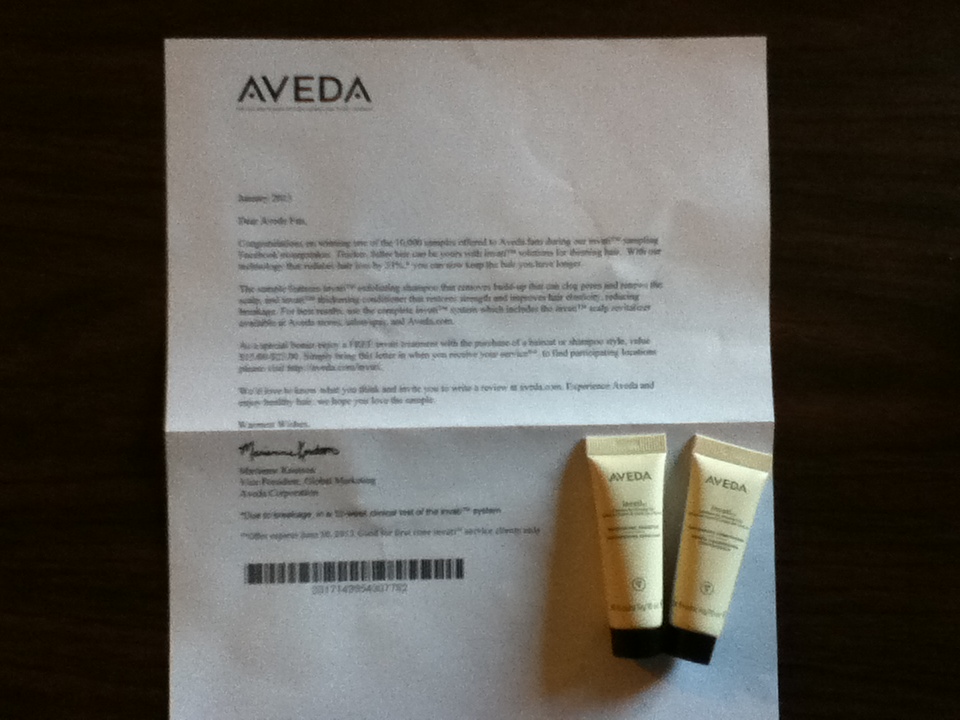 AVEDA
January 2013
Dear Aveda Fan,
Congratulations on winning one of the 10,000 samples offered to Aveda fans during our invati™ sampling
Facebook sweepstakes. Thicker, fuller hair can be yours with invati™ solutions for thinning hair. With our
technology that reduces hair loss by 33%,* you can now keep the hair you have longer.
The sample features invati™ exfoliating shampoo that removes build-up that can clog pores and renews the
scalp, and invati™ thickening conditioner that restores strength and improves hair elasticity, reducing
breakage. For best results, use the complete invati™ system which includes the invati™ scalp revitalizer
available at Aveda stores, salon/spas, and Aveda.com.
As a special bonus enjoy a FREE invati treatment with the purchase of a haircut or shampoo style, value
Simply bring this letter in when you receive your service**. to find participating locations
please visit http://aveda.com/invati.
We'd love to know what you think and invite you to write a review at aveda.com. Experience Aveda and
enjoy healthy hair. we hope you love the sample.
Warmest Wishes,
Marianne Knutson
Marianne Knutson
Vice President, Global Marketing
Aveda Corporation
*Due to breakage, in a 12-week clinical test of the invati™ system
**Offer expires June 30, 2013. Good for first time invati™ service clients only
AVEDA
invati
AVEDA
invati